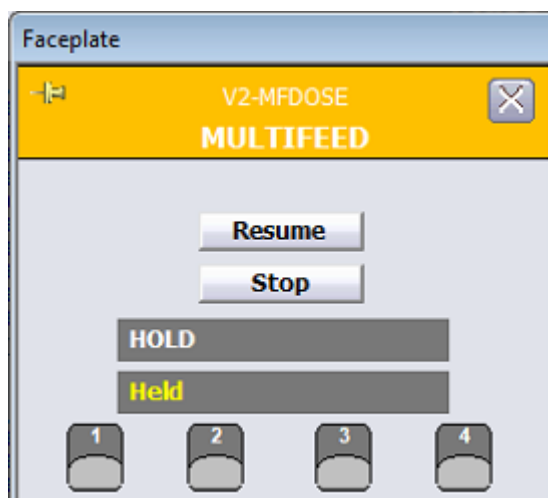 Faceplate
V2-MFDOSE
MULTIFEED
Resume
Stop
HOLD
Held
1 2 3 4